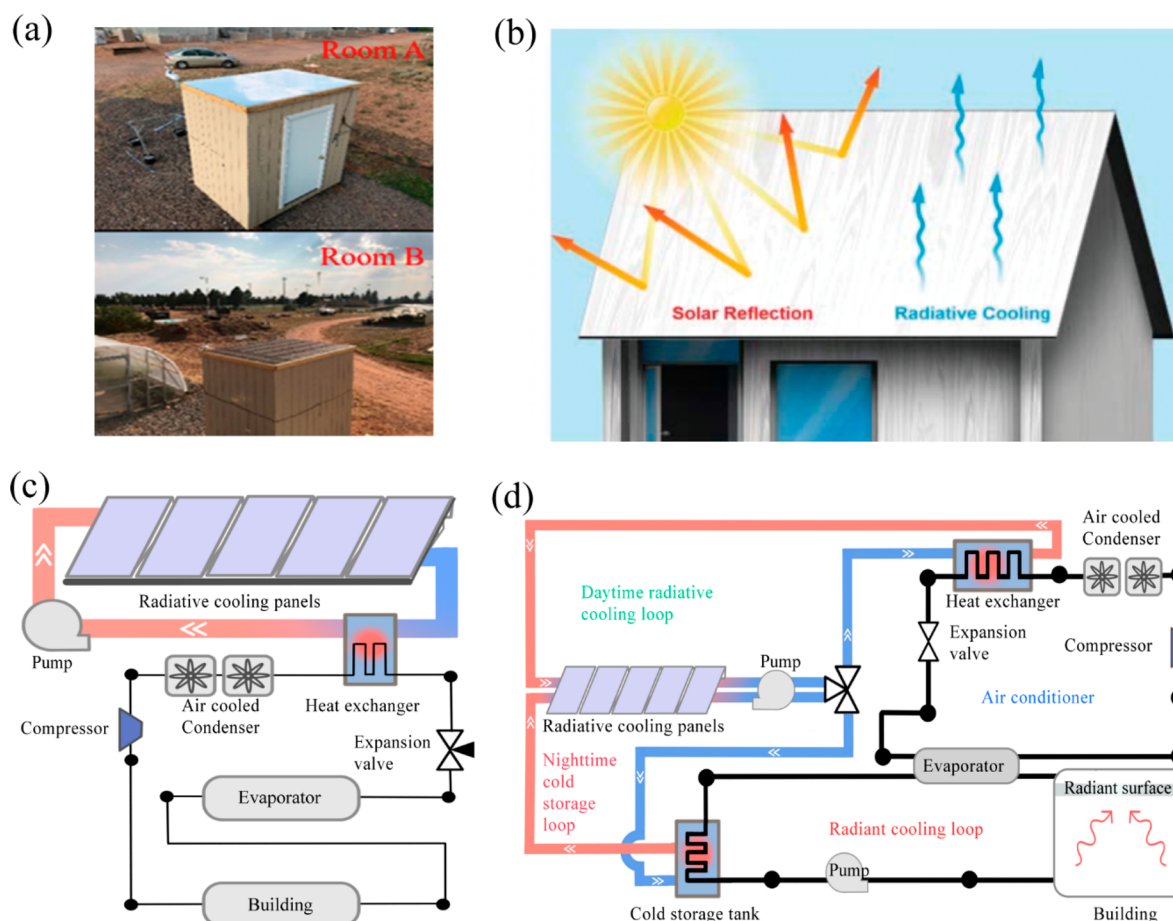 (a)
Room A
Room B
(b)
Solar Reflection
Radiative Cooling
(c)
Radiative cooling panels
Pump
Air cooled
Condenser
Heat exchanger
Compressor
Expansion
valve
Evaporator
Building
(d)
Air cooled
Condenser
Daytime radiative
cooling loop
Heat exchanger
Expansion
valve
Compressor
Pump
Air conditioner
Radiative cooling panels
Nighttime
cold
storage
loop
Evaporator
Radiant surface
Radiant cooling loop
Pump
Cold storage tank
Building